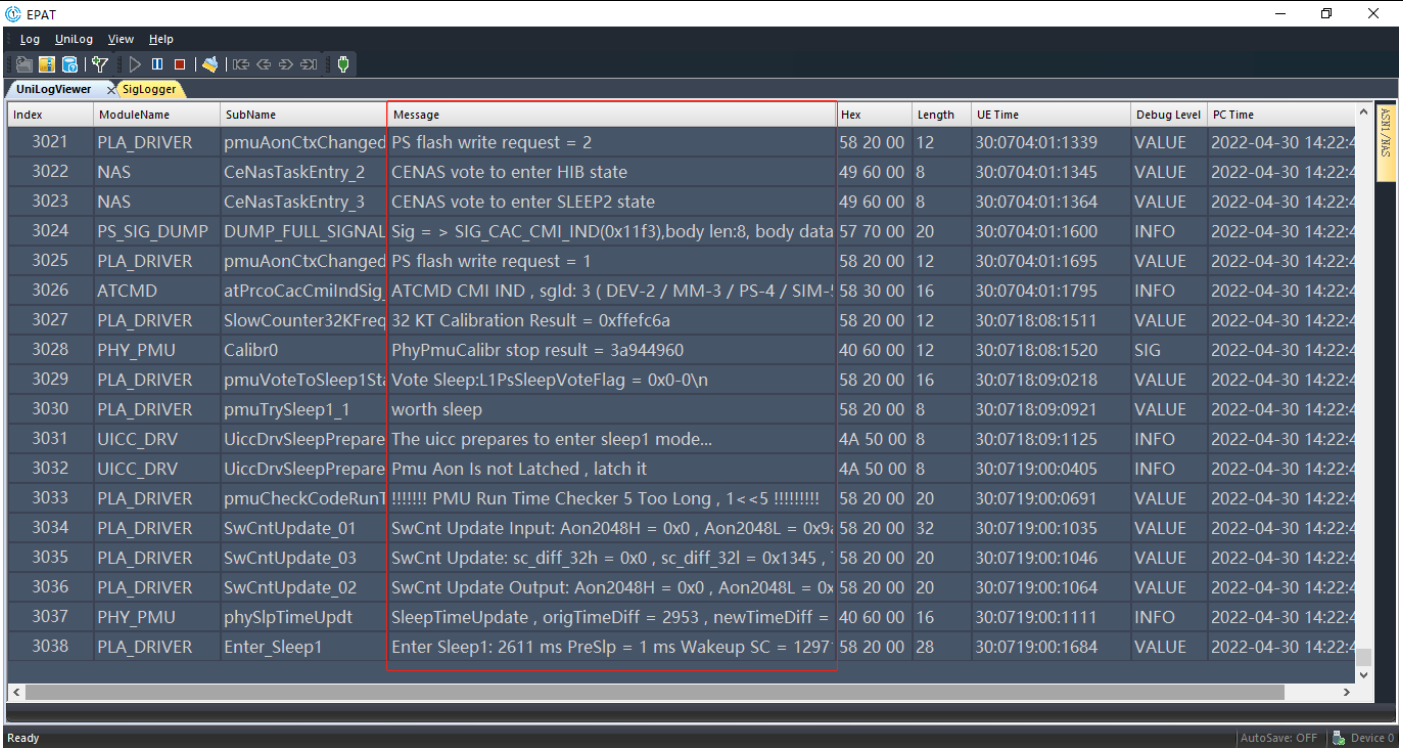 EPAT
Log UniLog View Help
UniLogViewer SigLogger
Index ModuleName SubName Message Hex Length UE Time Debug Level PC Time
ASN1/NAS
3021 PLA_DRIVER pmuAonCtxChanged PS flash write request = 2 58 20 00 12 30:0704:01:1339 VALUE 2022-04-30 14:22:4
3022 NAS CeNasTaskEntry_2 CENAS vote to enter HIB state 49 60 00 8 30:0704:01:1345 VALUE 2022-04-30 14:22:4
3023 NAS CeNasTaskEntry_3 CENAS vote to enter SLEEP2 state 49 60 00 8 30:0704:01:1364 VALUE 2022-04-30 14:22:4
3024 PS_SIG_DUMP DUMP_FULL_SIGNAL Sig = > SIG_CAC_CMI_IND(0x11f3),body len:8, body data 57 70 00 20 30:0704:01:1600 INFO 2022-04-30 14:22:4
3025 PLA_DRIVER pmuAonCtxChanged PS flash write request = 1 58 20 00 12 30:0704:01:1695 VALUE 2022-04-30 14:22:4
3026 ATCMD atPrcoCacCmiIndSig_ ATCMD CMI IND , sgId: 3 ( DEV-2 / MM-3 / PS-4 / SIM-5 58 30 00 16 30:0704:01:1795 INFO 2022-04-30 14:22:4
3027 PLA_DRIVER SlowCounter32KFreq 32 KT Calibration Result = 0xffefc6a 58 20 00 12 30:0718:08:1511 VALUE 2022-04-30 14:22:4
3028 PHY_PMU Calibr0 PhyPmuCalibr stop result = 3a944960 40 60 00 12 30:0718:08:1520 SIG 2022-04-30 14:22:4
3029 PLA_DRIVER pmuVoteToSleep1Sta Vote Sleep:L1PsSleepVoteFlag = 0x0-0\n 58 20 00 16 30:0718:09:0218 VALUE 2022-04-30 14:22:4
3030 PLA_DRIVER pmuTrySleep1_1 worth sleep 58 20 00 8 30:0718:09:0921 VALUE 2022-04-30 14:22:4
3031 UICC_DRV UiccDrvSleepPrepare The uicc prepares to enter sleep1 mode... 4A 50 00 8 30:0718:09:1125 INFO 2022-04-30 14:22:4
3032 UICC_DRV UiccDrvSleepPrepare Pmu Aon Is not Latched , latch it 4A 50 00 8 30:0719:00:0405 INFO 2022-04-30 14:22:4
3033 PLA_DRIVER pmuCheckCodeRunT !!!!!!! PMU Run Time Checker 5 Too Long , 1<<5 !!!!!!!!! 58 20 00 20 30:0719:00:0691 VALUE 2022-04-30 14:22:4
3034 PLA_DRIVER SwCntUpdate_01 SwCnt Update Input: Aon2048H = 0x0 , Aon2048L = 0x9a 58 20 00 32 30:0719:00:1035 VALUE 2022-04-30 14:22:4
3035 PLA_DRIVER SwCntUpdate_03 SwCnt Update: sc_diff_32h = 0x0 , sc_diff_32l = 0x1345 , 58 20 00 20 30:0719:00:1046 VALUE 2022-04-30 14:22:4
3036 PLA_DRIVER SwCntUpdate_02 SwCnt Update Output: Aon2048H = 0x0 , Aon2048L = 0x 58 20 00 20 30:0719:00:1064 VALUE 2022-04-30 14:22:4
3037 PHY_PMU phySlpTimeUpdt SleepTimeUpdate , origTimeDiff = 2953 , newTimeDiff = 40 60 00 16 30:0719:00:1111 INFO 2022-04-30 14:22:4
3038 PLA_DRIVER Enter_Sleep1 Enter Sleep1: 2611 ms PreSlp = 1 ms Wakeup SC = 1297 58 20 00 28 30:0719:00:1684 VALUE 2022-04-30 14:22:4
Ready AutoSave: OFF Device 0